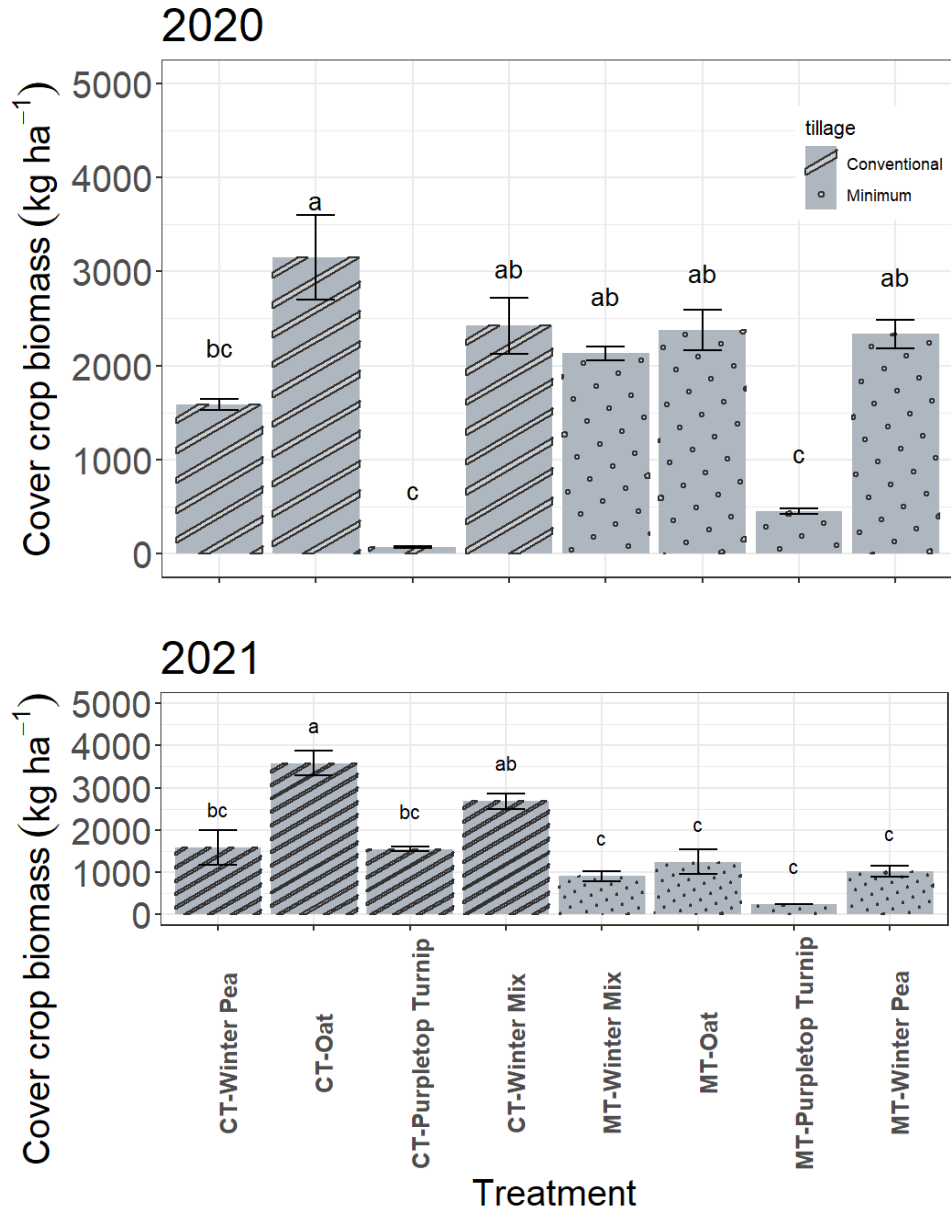 2020
Cover crop biomass (kg ha⁻¹)
5000
4000
3000
2000
1000
0
tillage
Conventional
Minimum
bc
a
c
ab
ab
ab
c
ab
2021
Cover crop biomass (kg ha⁻¹)
5000
4000
3000
2000
1000
0
bc
a
bc
ab
c
c
c
c
CT-Winter Pea
CT-Oat
CT-Purpletop Turnip
CT-Winter Mix
MT-Winter Mix
MT-Oat
MT-Purpletop Turnip
MT-Winter Pea
Treatment